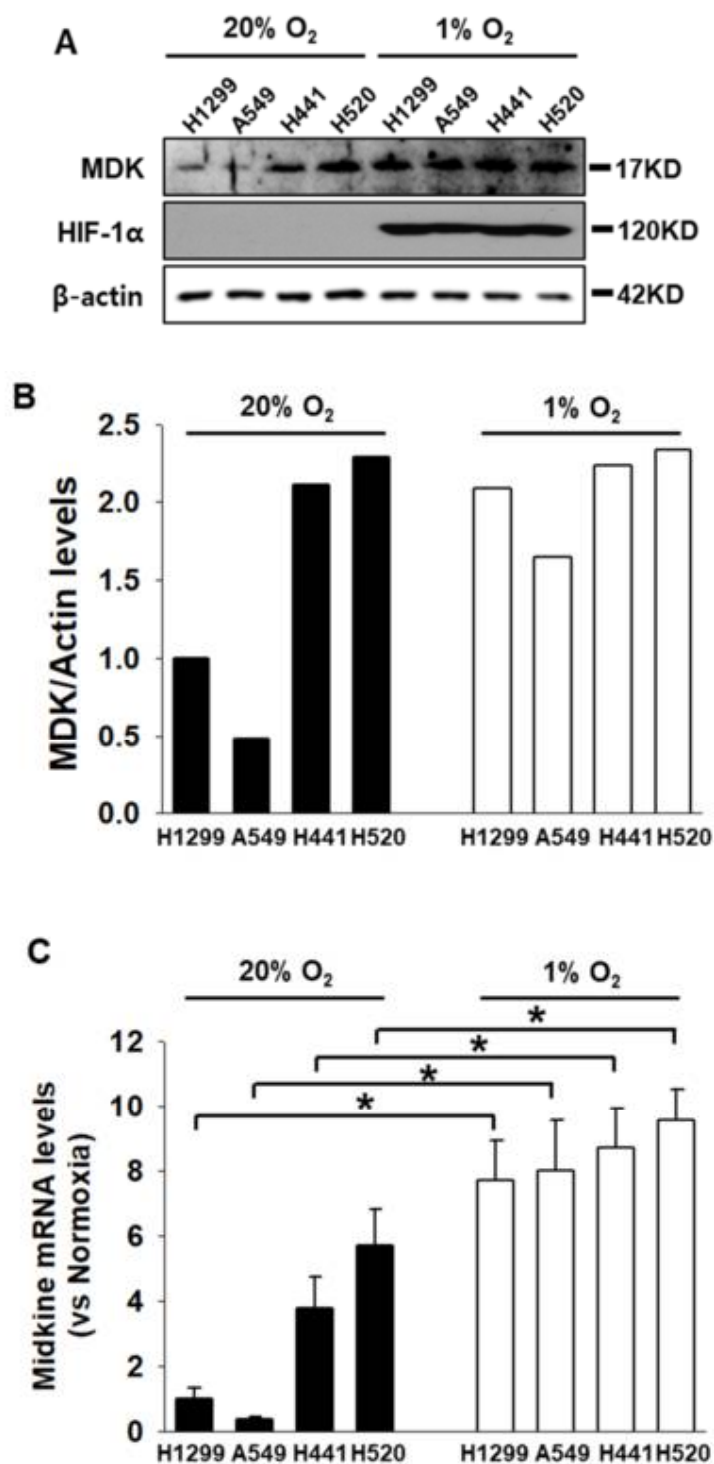 A
20% O₂ 1% O₂
H1299 A549 H441 H520 H1299 A549 H441 H520
MDK 17KD
HIF-1α 120KD
β-actin 42KD
B
20% O₂ 1% O₂
MDK/Actin levels
2.5
2.0
1.5
1.0
0.5
0.0
H1299 A549 H441 H520 H1299 A549 H441 H520
C
20% O₂ 1% O₂
Midkine mRNA levels
(vs Normoxia)
12
10
8
6
4
2
0
*
*
*
*
H1299 A549 H441 H520 H1299 A549 H441 H520